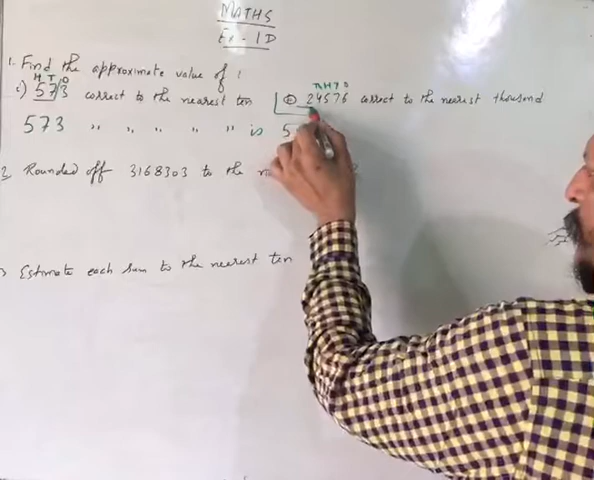 MATHS
Ex - 1D
1. Find the approximate value of :
H T O
c) 573 correct to the nearest ten
573 " " " " " is 5
Th H T O
24576 correct to the nearest thousand
2 Rounded off 3168303 to the
Estimate each sum to the nearest ten